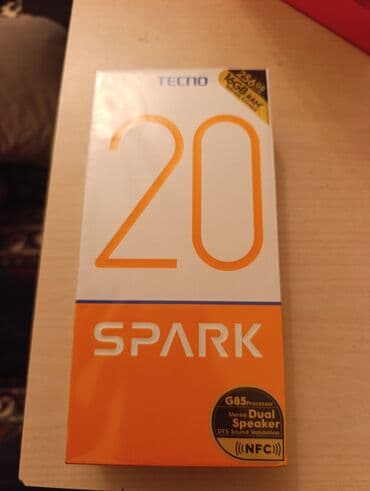 TECNO
256GB
16GB RAM
20
SPARK
G85 Processor
Stereo Dual
Speaker
DTS Sound Validation
NFC